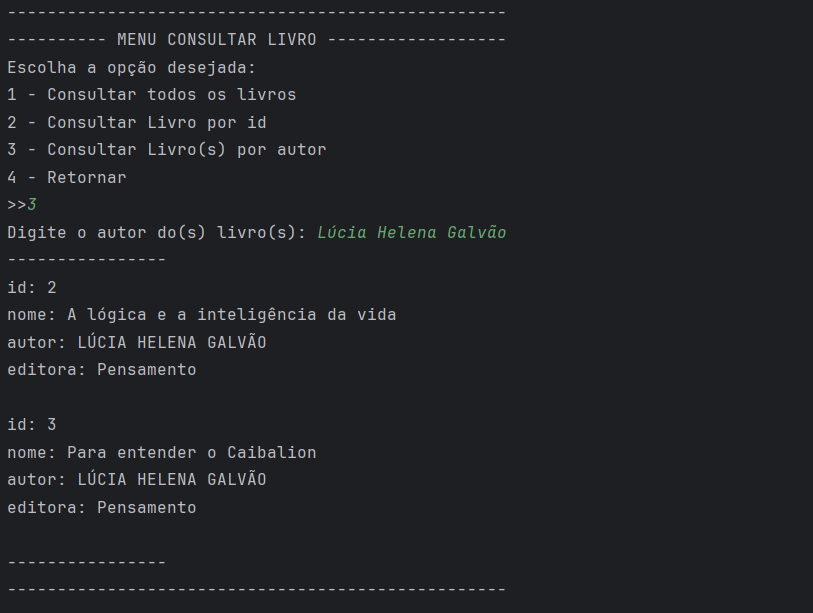 --------------------------------------------------
---------- MENU CONSULTAR LIVRO ------------------
Escolha a opção desejada:
1 - Consultar todos os livros
2 - Consultar Livro por id
3 - Consultar Livro(s) por autor
4 - Retornar
>>3
Digite o autor do(s) livro(s): Lúcia Helena Galvão
----------------
id: 2
nome: A lógica e a inteligência da vida
autor: LÚCIA HELENA GALVÃO
editora: Pensamento
id: 3
nome: Para entender o Caibalion
autor: LÚCIA HELENA GALVÃO
editora: Pensamento
----------------
--------------------------------------------------